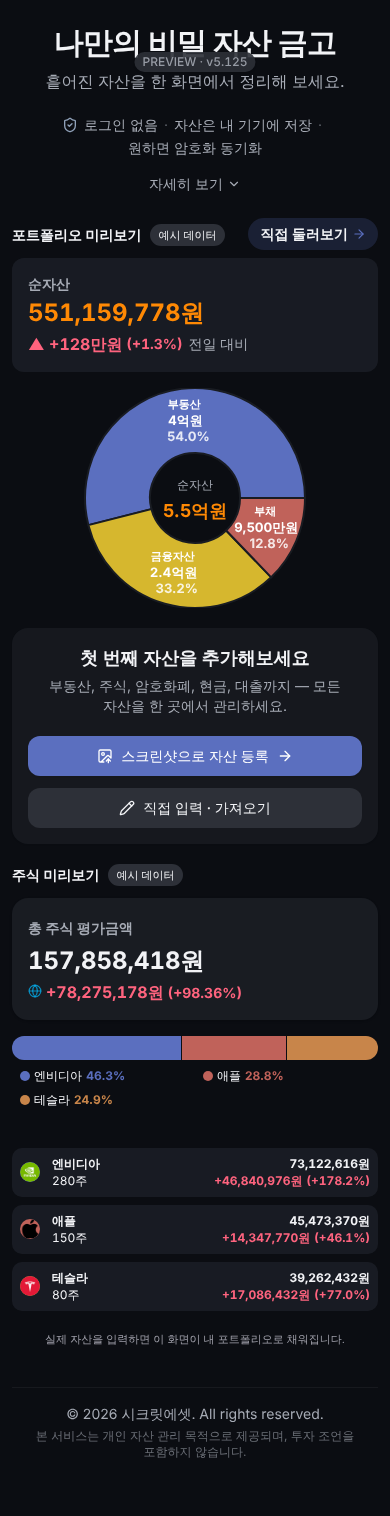 나만의 비밀 자산 금고
PREVIEW · v5.125
흩어진 자산을 한 화면에서 정리해 보세요.
로그인 없음 · 자산은 내 기기에 저장 ·
원하면 암호화 동기화
자세히 보기
포트폴리오 미리보기 예시 데이터 직접 둘러보기
순자산
551,159,778원
+128만원 (+1.3%) 전일 대비
부동산
4억원
54.0%
순자산
5.5억원
부채
9,500만원
12.8%
금융자산
2.4억원
33.2%
첫 번째 자산을 추가해보세요
부동산, 주식, 암호화폐, 현금, 대출까지 — 모든
자산을 한 곳에서 관리하세요.
스크린샷으로 자산 등록
직접 입력 · 가져오기
주식 미리보기 예시 데이터
총 주식 평가금액
157,858,418원
+78,275,178원 (+98.36%)
엔비디아 46.3% 애플 28.8%
테슬라 24.9%
엔비디아 73,122,616원
280주 +46,840,976원 (+178.2%)
애플 45,473,370원
150주 +14,347,770원 (+46.1%)
테슬라 39,262,432원
80주 +17,086,432원 (+77.0%)
실제 자산을 입력하면 이 화면이 내 포트폴리오로 채워집니다.
© 2026 시크릿에셋. All rights reserved.
본 서비스는 개인 자산 관리 목적으로 제공되며, 투자 조언을
포함하지 않습니다.